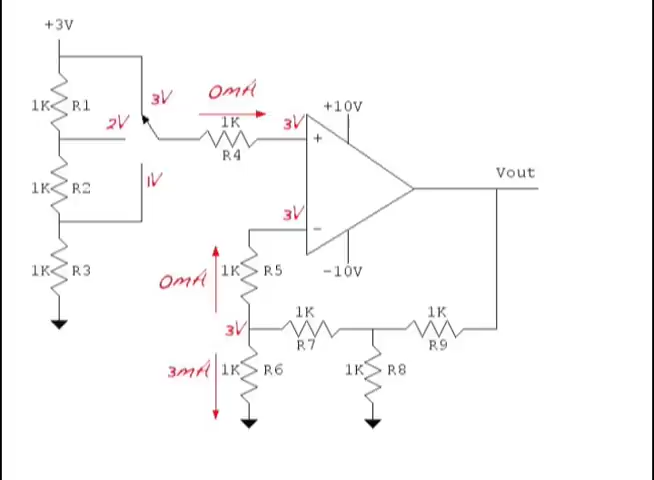 +3V
1K R1
2V
3V
1K R2
1V
1K R3
0mA
1K
R4
3V
+
+10V
3V
-
-10V
Vout
0mA
1K R5
3V
1K
R7
1K
R9
3mA
1K R6
1K R8